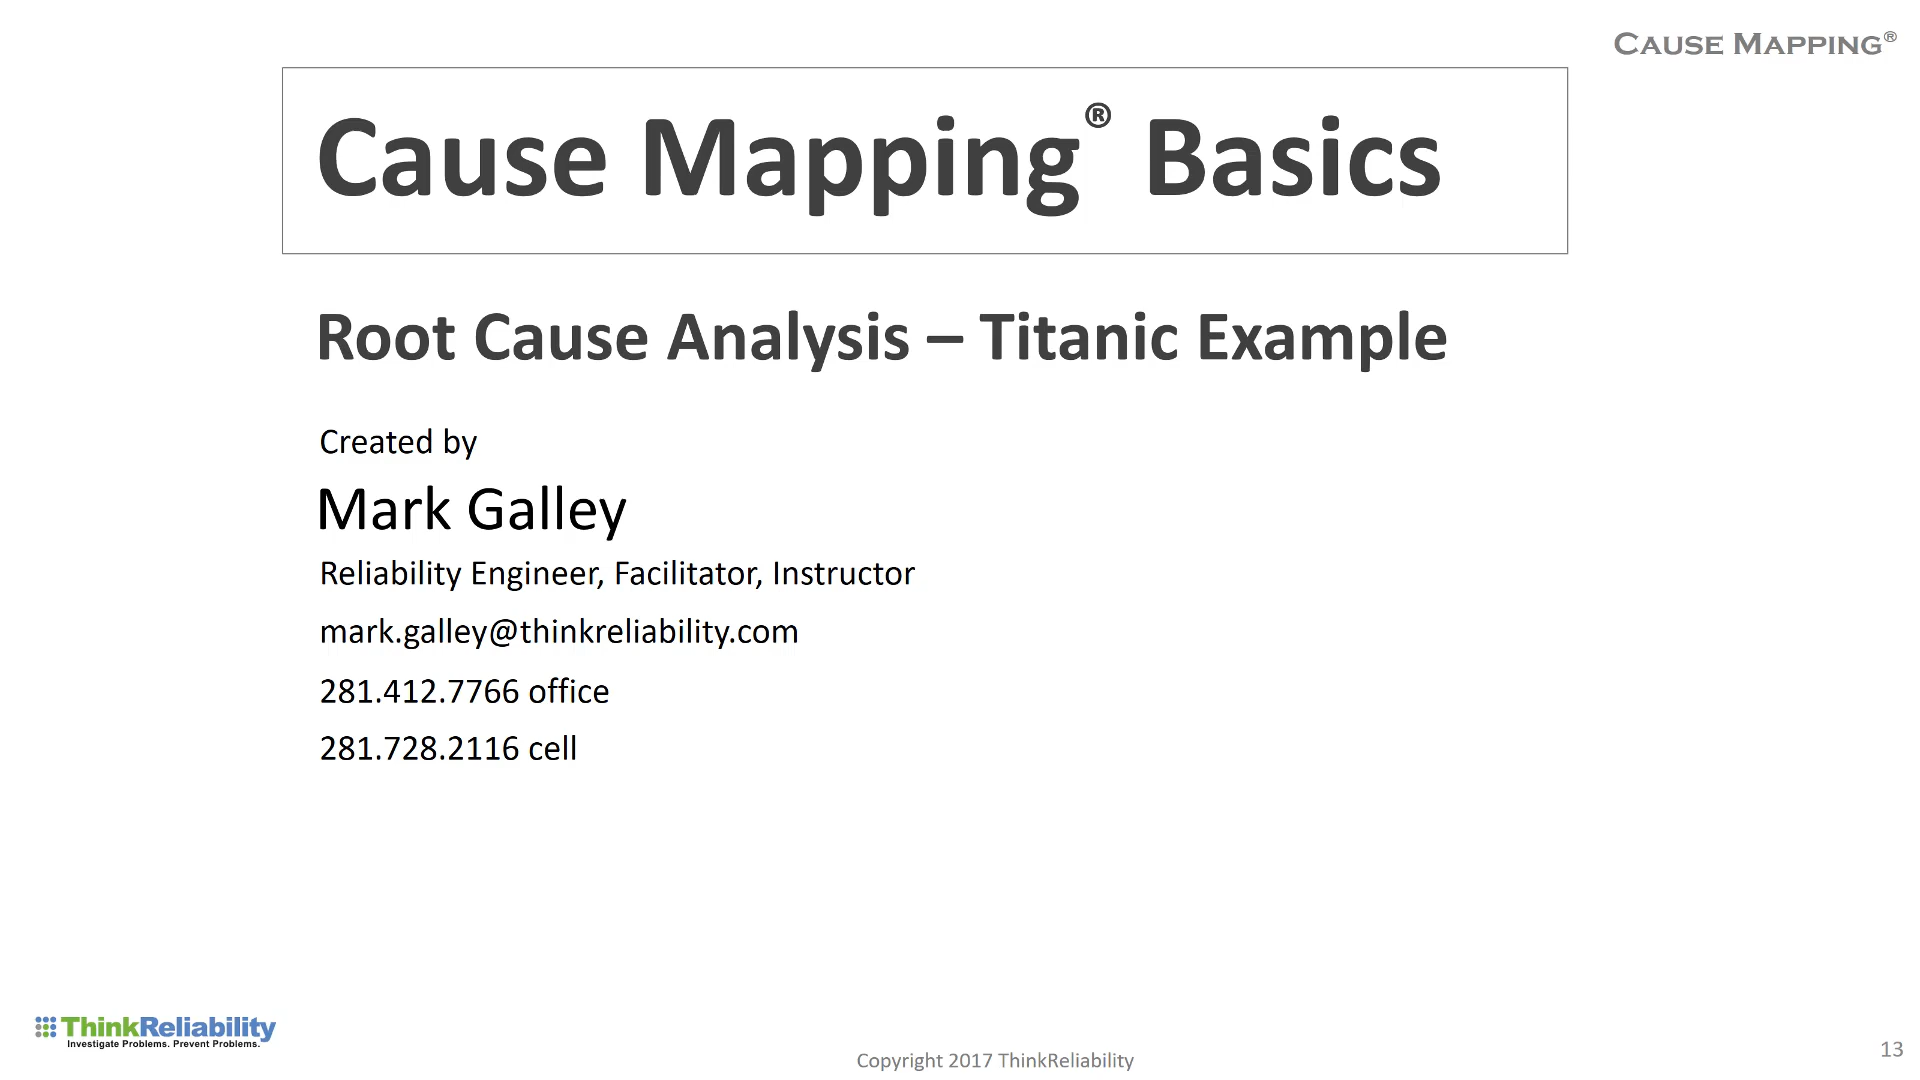 CAUSE MAPPING®
Cause Mapping® Basics
Root Cause Analysis – Titanic Example
Created by
Mark Galley
Reliability Engineer, Facilitator, Instructor
mark.galley@thinkreliability.com
281.412.7766 office
281.728.2116 cell
ThinkReliability
Investigate Problems. Prevent Problems.
Copyright 2017 ThinkReliability
13